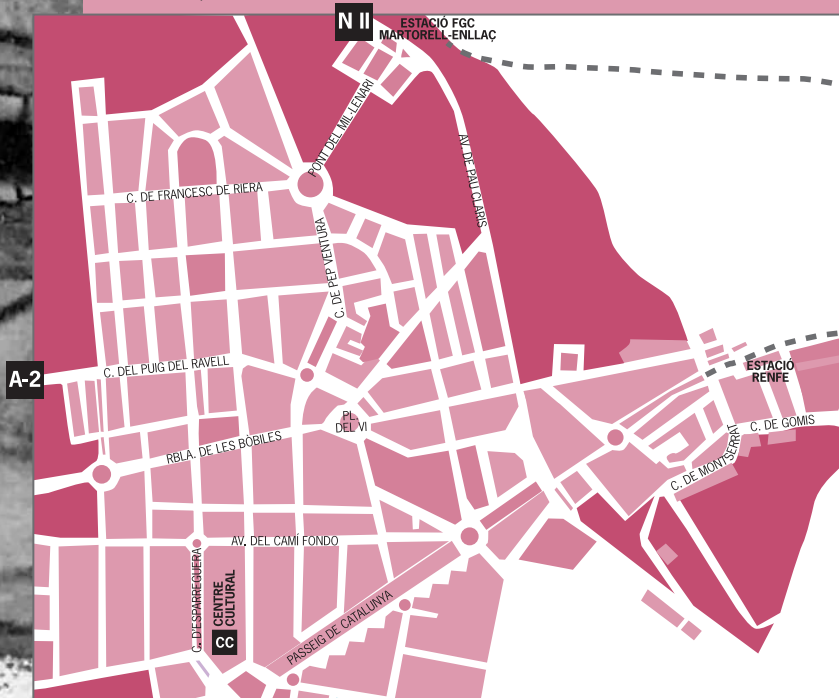 N II
ESTACIÓ FGC
MARTORELL-ENLLAÇ
PONT DEL MIL·LENARI
AV. DE PAU CLARIS
C. DE FRANCESC DE RIERA
C. DE PEP VENTURA
A-2
C. DEL PUIG DEL RAVELL
ESTACIÓ
RENFE
PL.
DEL VI
C. DE GOMIS
RBLA. DE LES BÒBILES
C. DE MONTSERRAT
AV. DEL CAMÍ FONDO
C. D'ESPARREGUERA
CENTRE
CULTURAL
CC
PASSEIG DE CATALUNYA